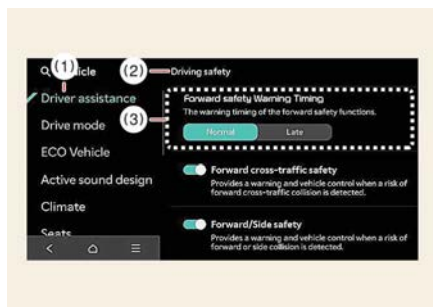 (1)
(2)
Driving safety
Driver assistance
Forward safety Warning Timing
The warning timing of the forward safety functions.
(3)
Normal
Late
Drive mode
ECO Vehicle
Forward cross-traffic safety
Provides a warning and vehicle control when a risk of
forward cross-traffic collision is detected.
Active sound design
Climate
Forward/Side safety
Provides a warning and vehicle control when a risk of
forward or side collision is detected.
Seats